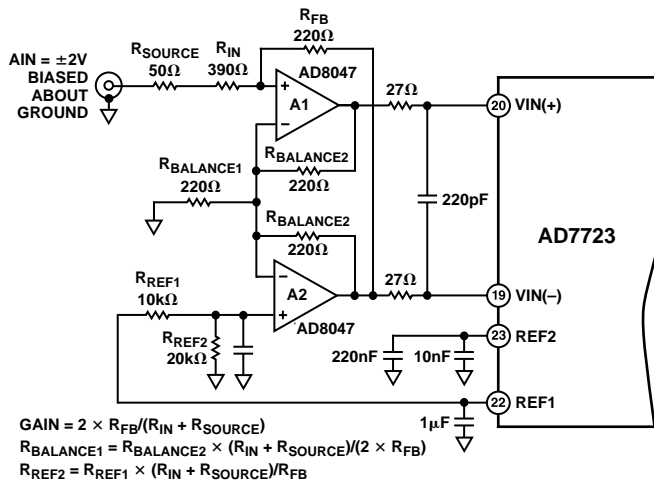 R_FB
220Ω
AIN = ±2V
BIASED
ABOUT
GROUND
R_SOURCE
50Ω
R_IN
390Ω
AD8047
A1
27Ω
20
VIN(+)
R_BALANCE1
220Ω
R_BALANCE2
220Ω
220pF
AD7723
R_BALANCE2
220Ω
R_REF1
10kΩ
A2
AD8047
27Ω
19
VIN(–)
R_REF2
20kΩ
23
REF2
220nF
10nF
22
REF1
1µF
GAIN = 2 × R_FB/(R_IN + R_SOURCE)
R_BALANCE1 = R_BALANCE2 × (R_IN + R_SOURCE)/(2 × R_FB)
R_REF2 = R_REF1 × (R_IN + R_SOURCE)/R_FB